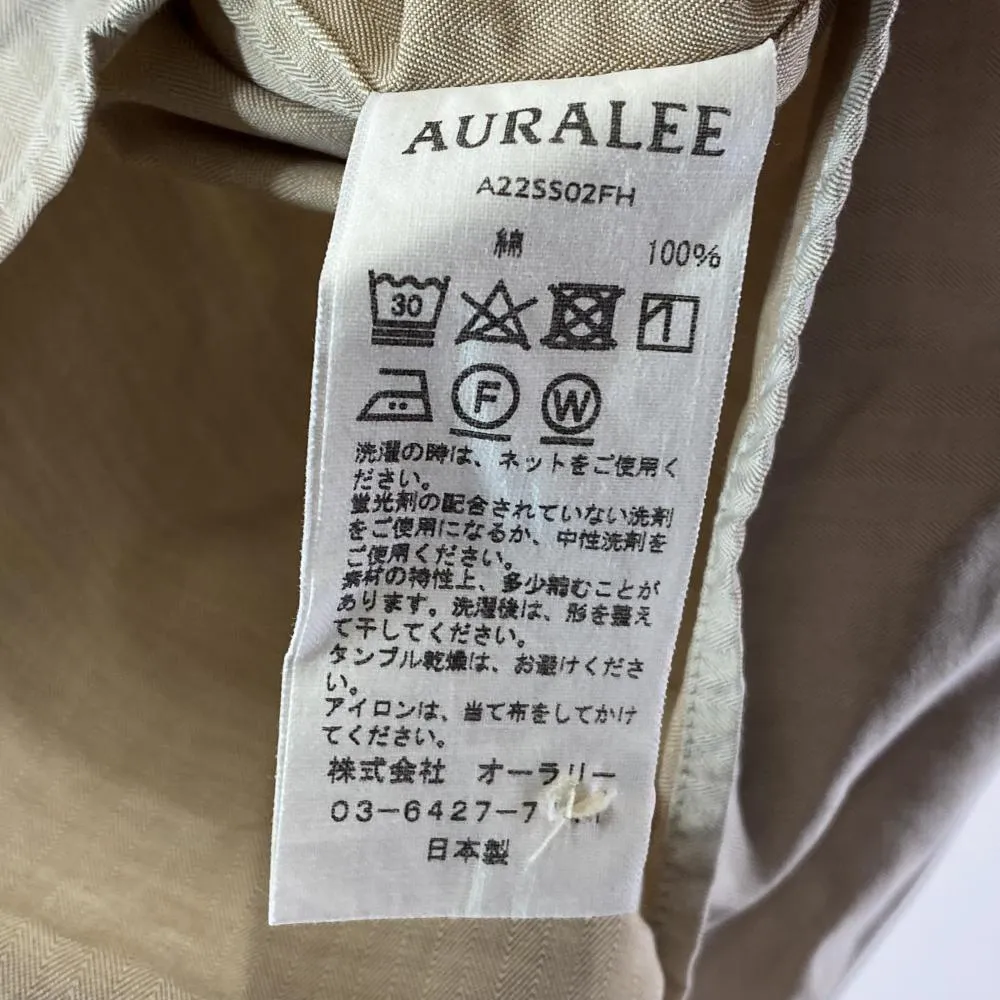 AURALEE
A22SS02FH
綿 100%
30
F W
洗濯の時は、ネットをご使用く
ださい。
蛍光剤の配合されていない洗剤
をご使用になるか、中性洗剤を
ご使用ください。
素材の特性上、多少縮むことが
あります。洗濯後は、形を整え
て干してください。
タンブル乾燥は、お避けくださ
い。
アイロンは、当て布をしてかけ
てください。
株式会社 オーラリー
03-6427-7
日本製